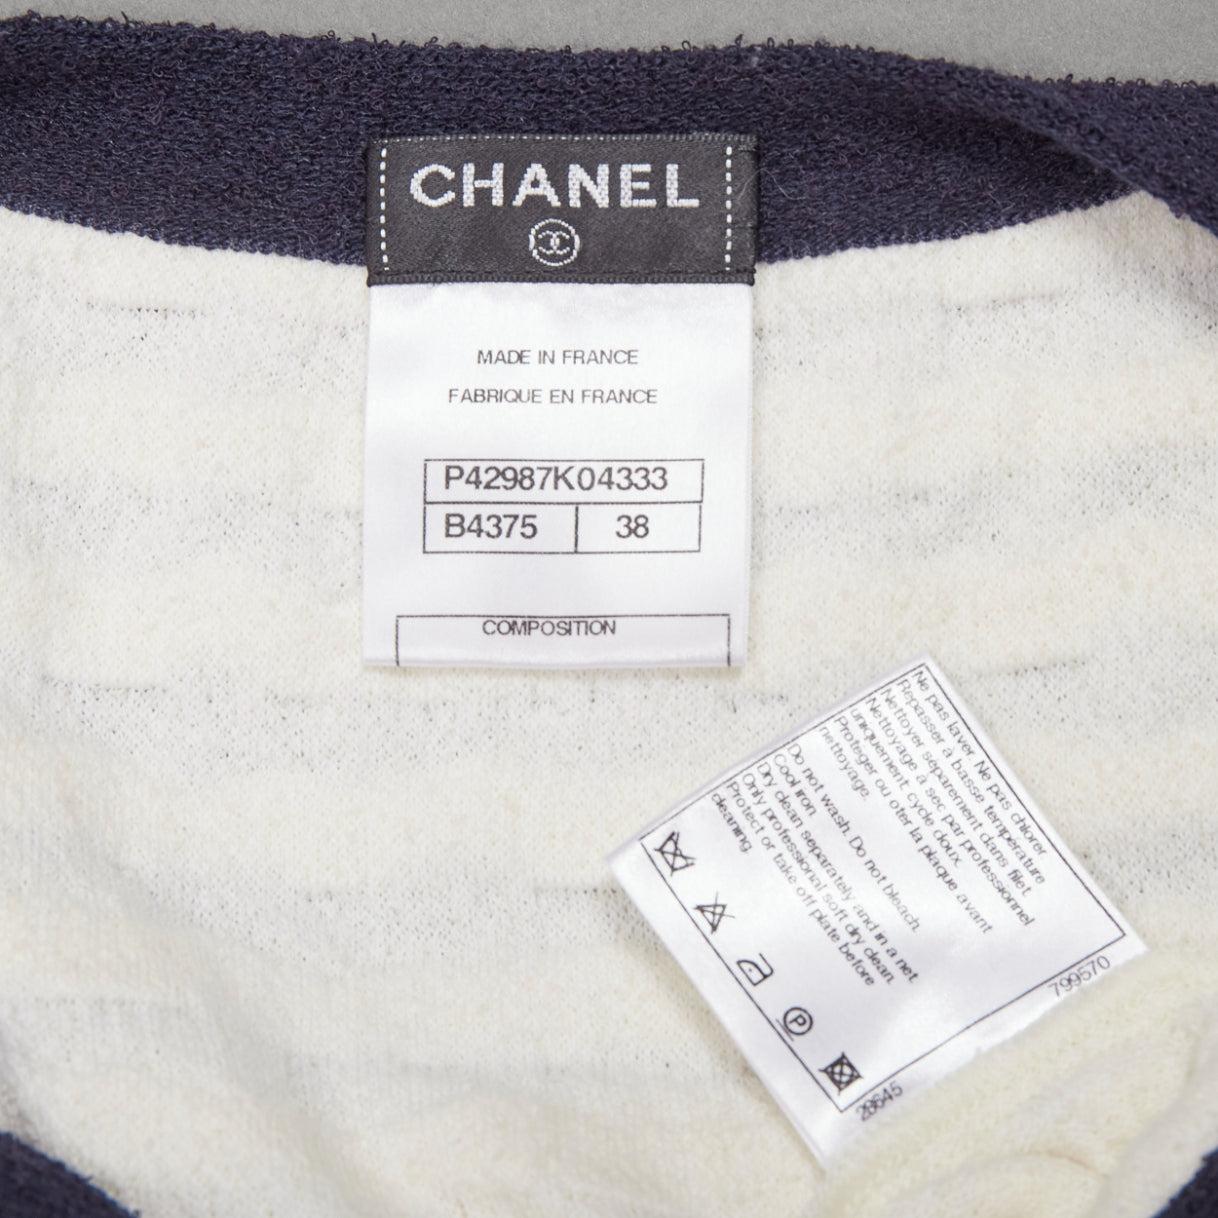 CHANEL
MADE IN FRANCE
FABRIQUE EN FRANCE
P42987K04333
B4375 38
COMPOSITION
Ne pas laver. Ne pas chlorer
Repasser à basse température
Nettoyer séparement dans filet
Nettoyage à sec par professionnel
uniquement. cycle doux.
Proteger ou oter la plaque avant
nettoyage.
Do not wash. Do not bleach.
Cool iron.
Dry clean separately and in a net.
Only professional soft dry clean.
Protect or take off plate before
cleaning.
P
799570
28645